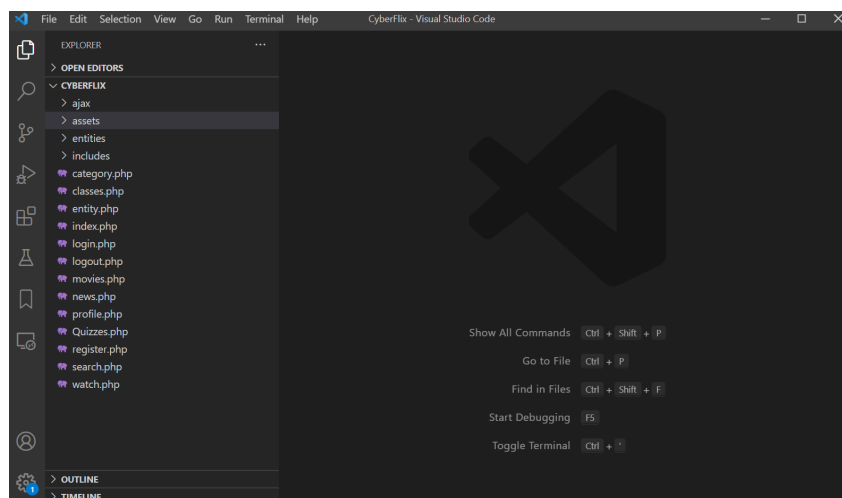 File Edit Selection View Go Run Terminal Help CyberFlix - Visual Studio Code
EXPLORER
OPEN EDITORS
CYBERFLIX
ajax
assets
entities
includes
category.php
classes.php
entity.php
index.php
login.php
logout.php
movies.php
news.php
profile.php
Quizzes.php
register.php
search.php
watch.php
OUTLINE
TIMELINE
1
Show All Commands Ctrl + Shift + P
Go to File Ctrl + P
Find in Files Ctrl + Shift + F
Start Debugging F5
Toggle Terminal Ctrl + '